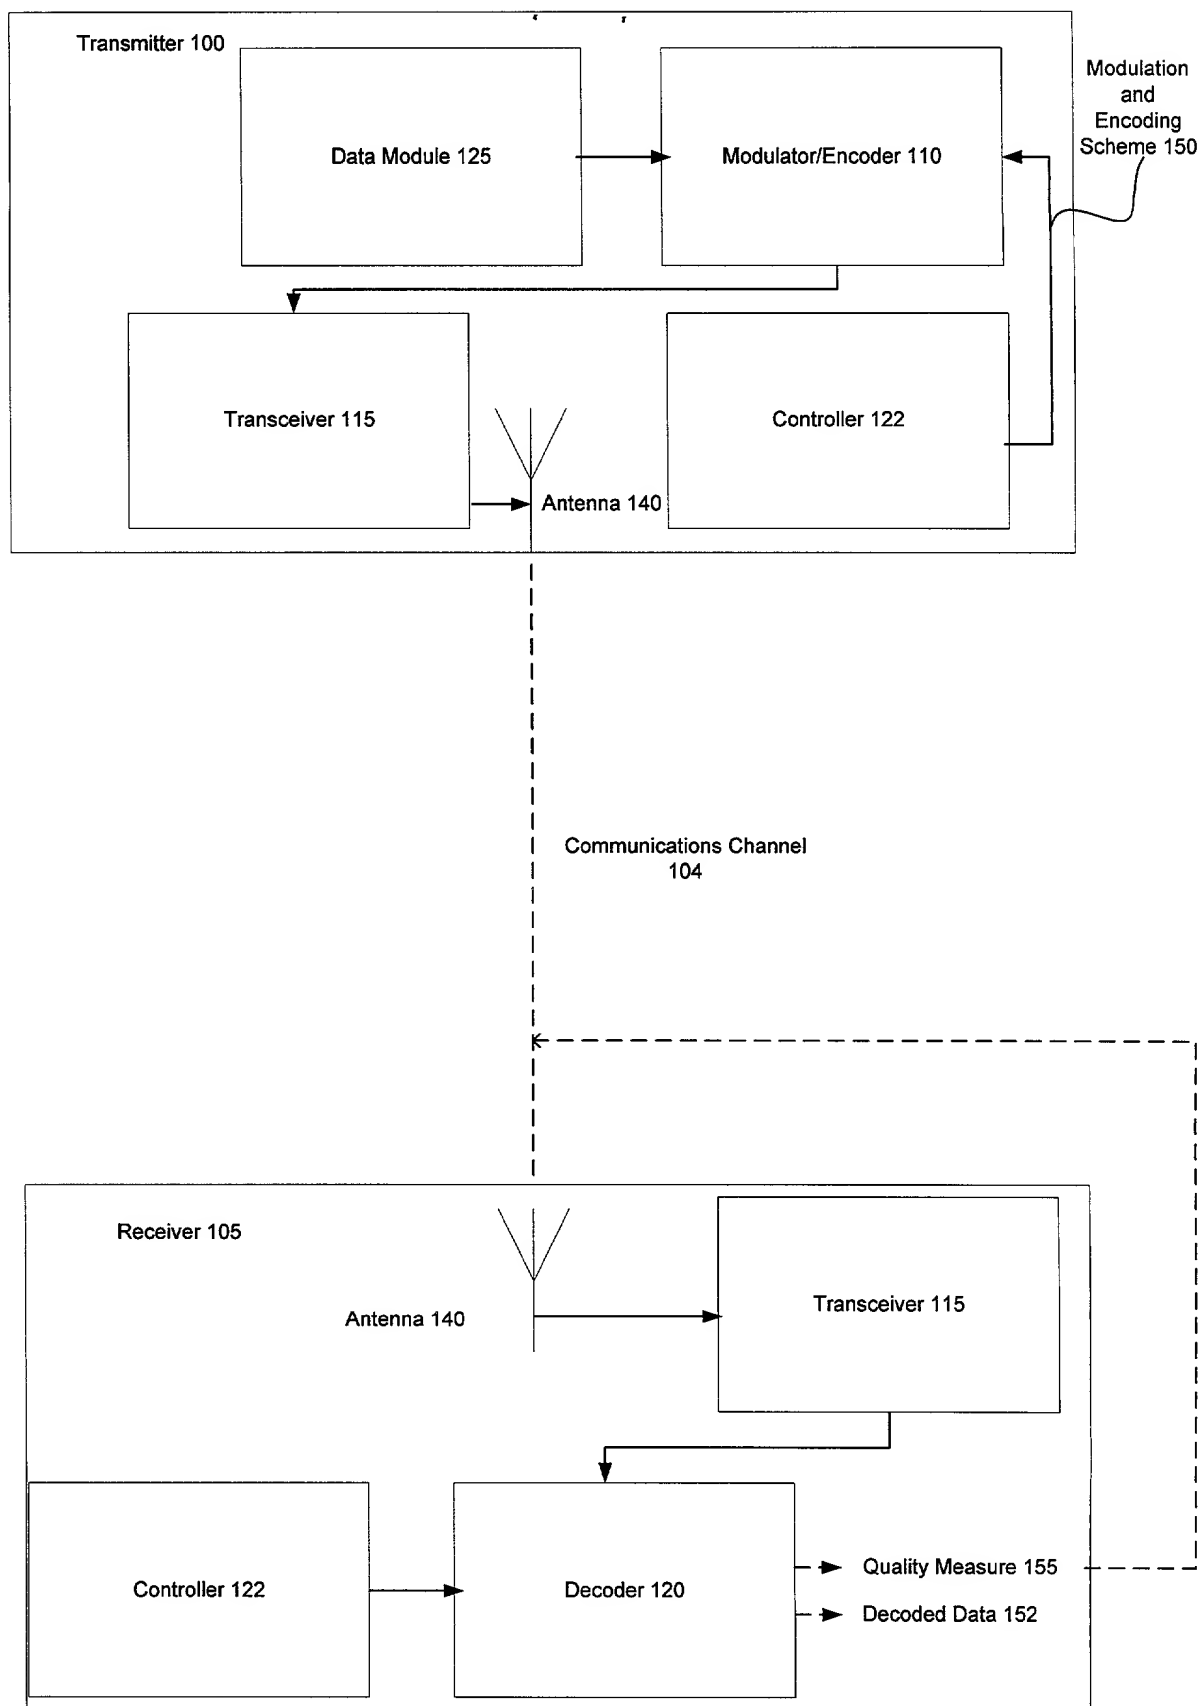 Transmitter 100
Modulation
and
Encoding
Scheme 150
Data Module 125
Modulator/Encoder 110
Transceiver 115
Controller 122
Antenna 140
Communications Channel
104
Receiver 105
Transceiver 115
Antenna 140
Controller 122
Decoder 120
Quality Measure 155
Decoded Data 152